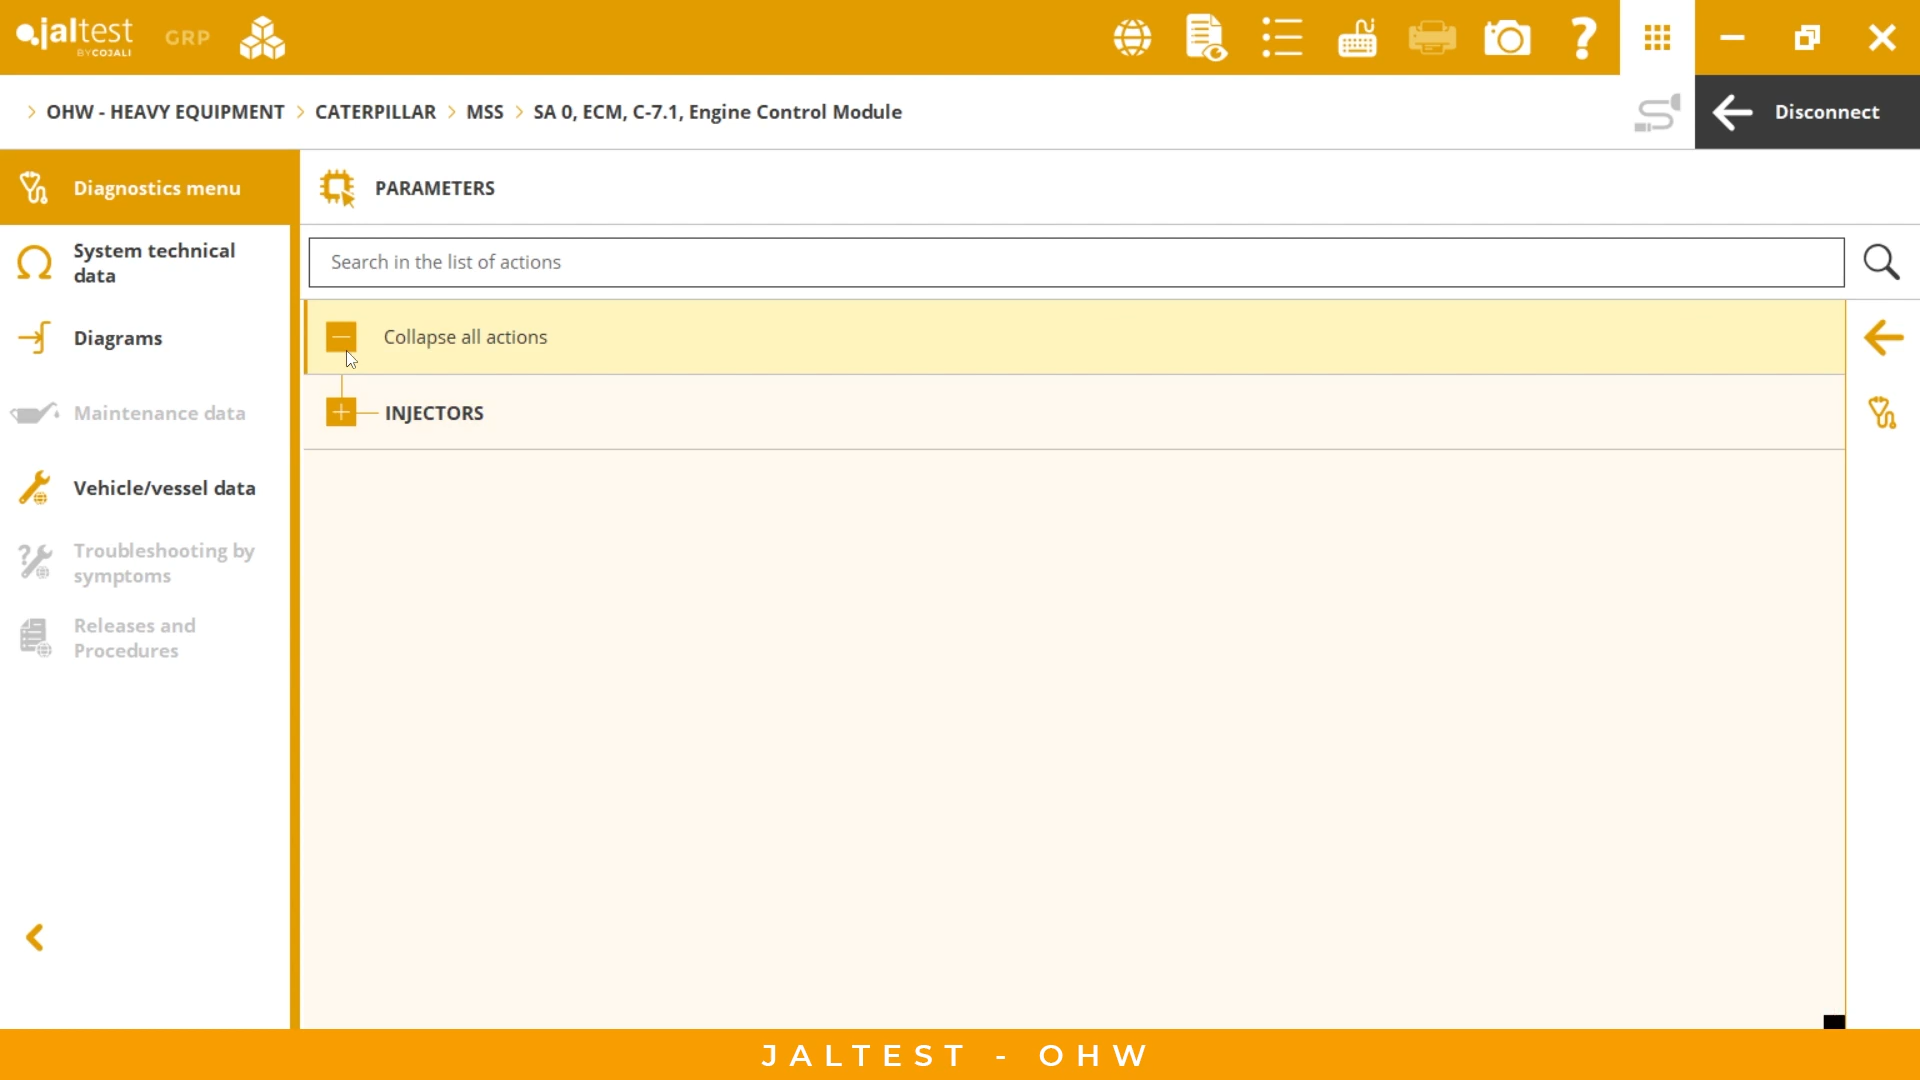 jaltest
BY COJALI
GRP
OHW - HEAVY EQUIPMENT > CATERPILLAR > MSS > SA 0, ECM, C-7.1, Engine Control Module
Disconnect
Diagnostics menu
PARAMETERS
System technical
data
Search in the list of actions
Diagrams
Collapse all actions
Maintenance data
INJECTORS
Vehicle/vessel data
Troubleshooting by
symptoms
Releases and
Procedures
JALTEST - OHW